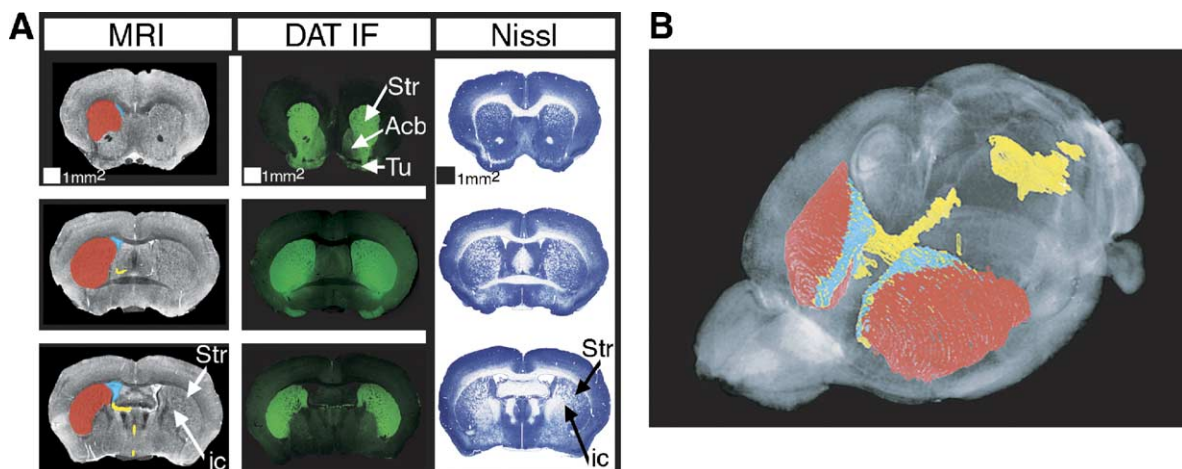 A
MRI
DAT IF
Nissl
B
Str
Acb
Tu
1mm²
1mm²
1mm²
Str
ic
Str
ic